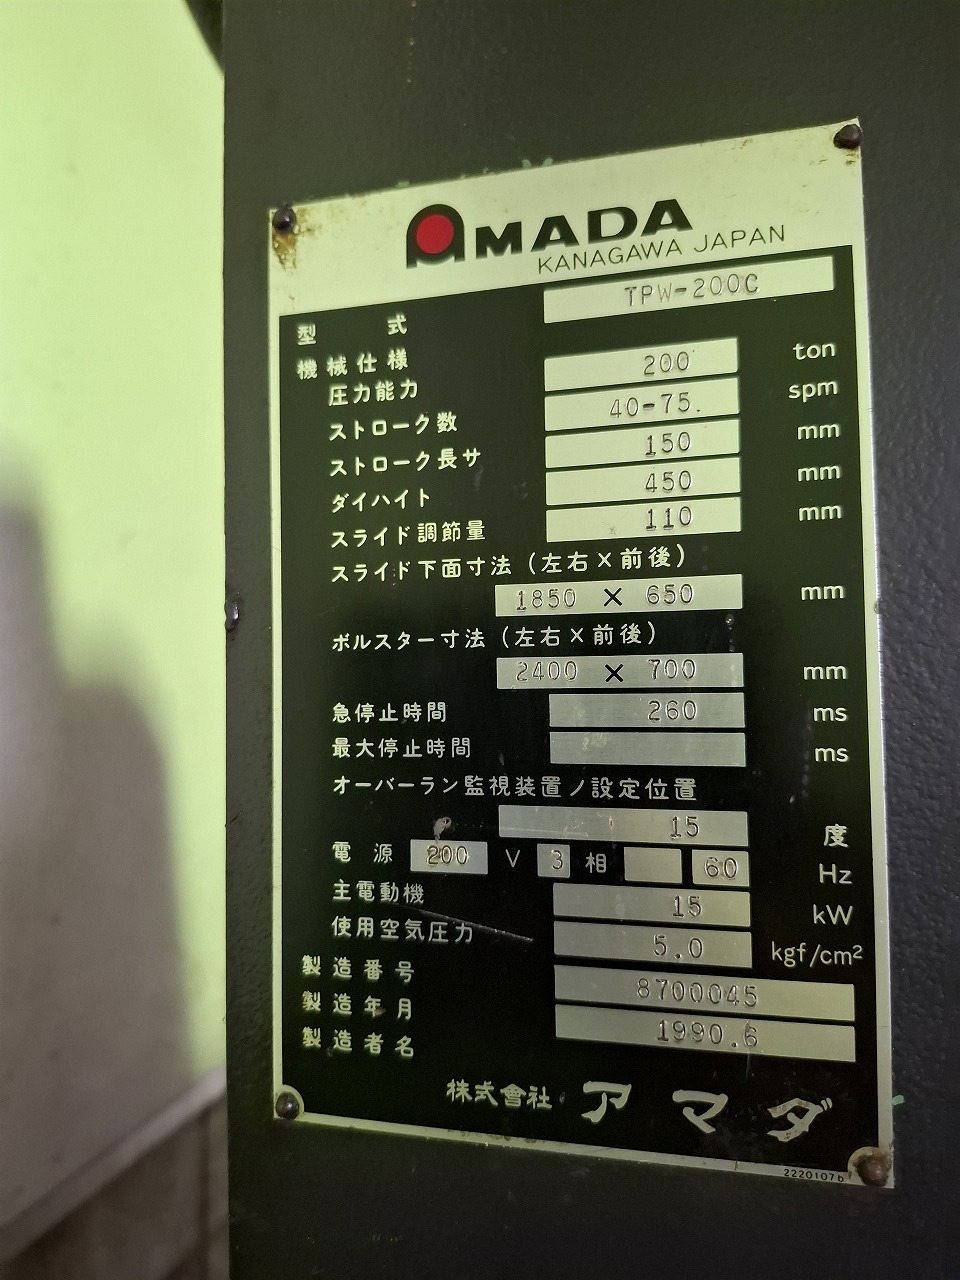 AMADA
KANAGAWA JAPAN
型 式 TPW-200C
機械仕様
圧力能力 200 ton
ストローク数 40-75. spm
ストローク長サ 150 mm
ダイハイト 450 mm
スライド調節量 110 mm
スライド下面寸法(左右×前後)
1850 × 650 mm
ボルスター寸法(左右×前後)
2400 × 700 mm
急停止時間 260 ms
最大停止時間 ms
オーバーラン監視装置ノ設定位置
15 度
電源 200 V 3 相 60 Hz
主電動機 15 kW
使用空気圧力 5.0 kgf/cm²
製造番号 8700045
製造年月 1990.6
製造者名
株式會社 アマダ
2220107b